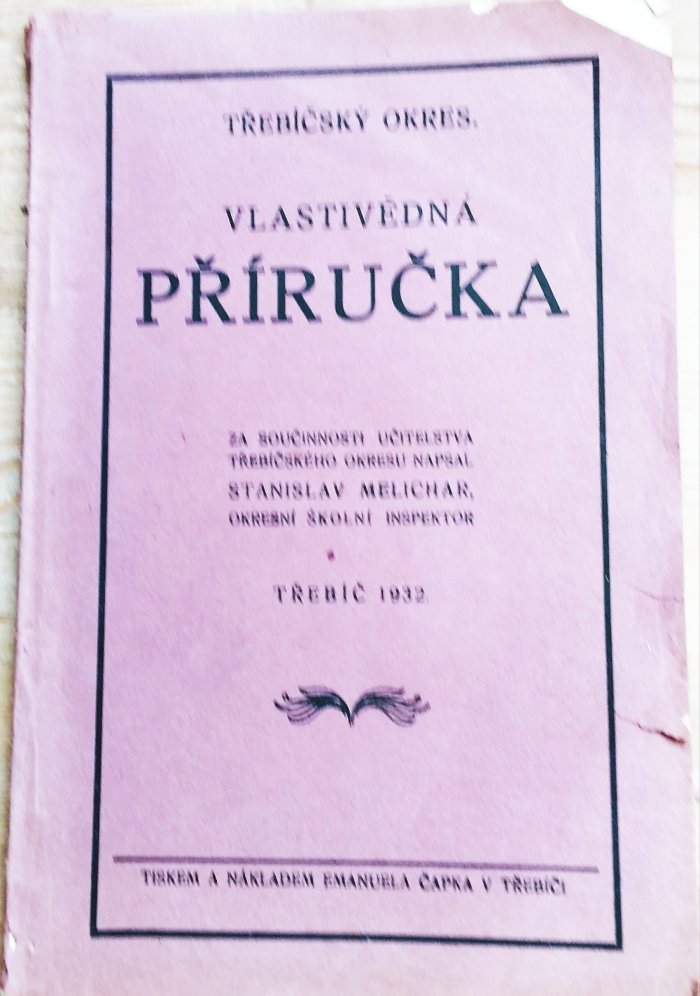 TŘEBÍČSKÝ OKRES.
VLASTIVĚDNÁ
PŘÍRUČKA
ZA SOUČINNOSTI UČITELSTVA
TŘEBÍČSKÉHO OKRESU NAPSAL
STANISLAV MELICHAR,
OKRESNÍ ŠKOLNÍ INSPEKTOR
TŘEBÍČ 1932.
TISKEM A NÁKLADEM EMANUELA ČAPKA V TŘEBÍČI